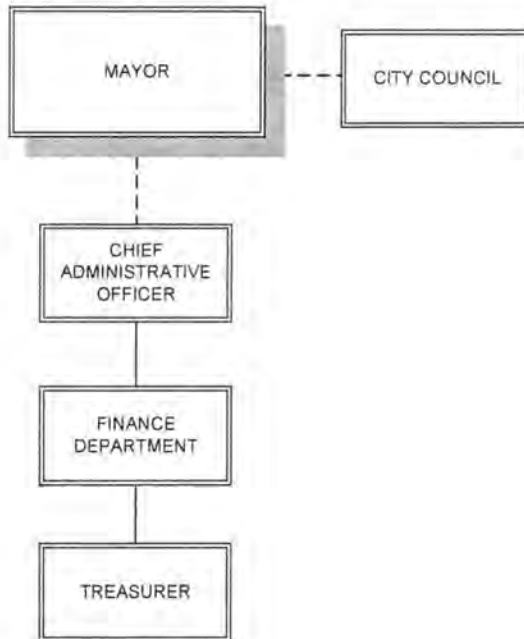 MAYOR
CITY COUNCIL
CHIEF
ADMINISTRATIVE
OFFICER
FINANCE
DEPARTMENT
TREASURER